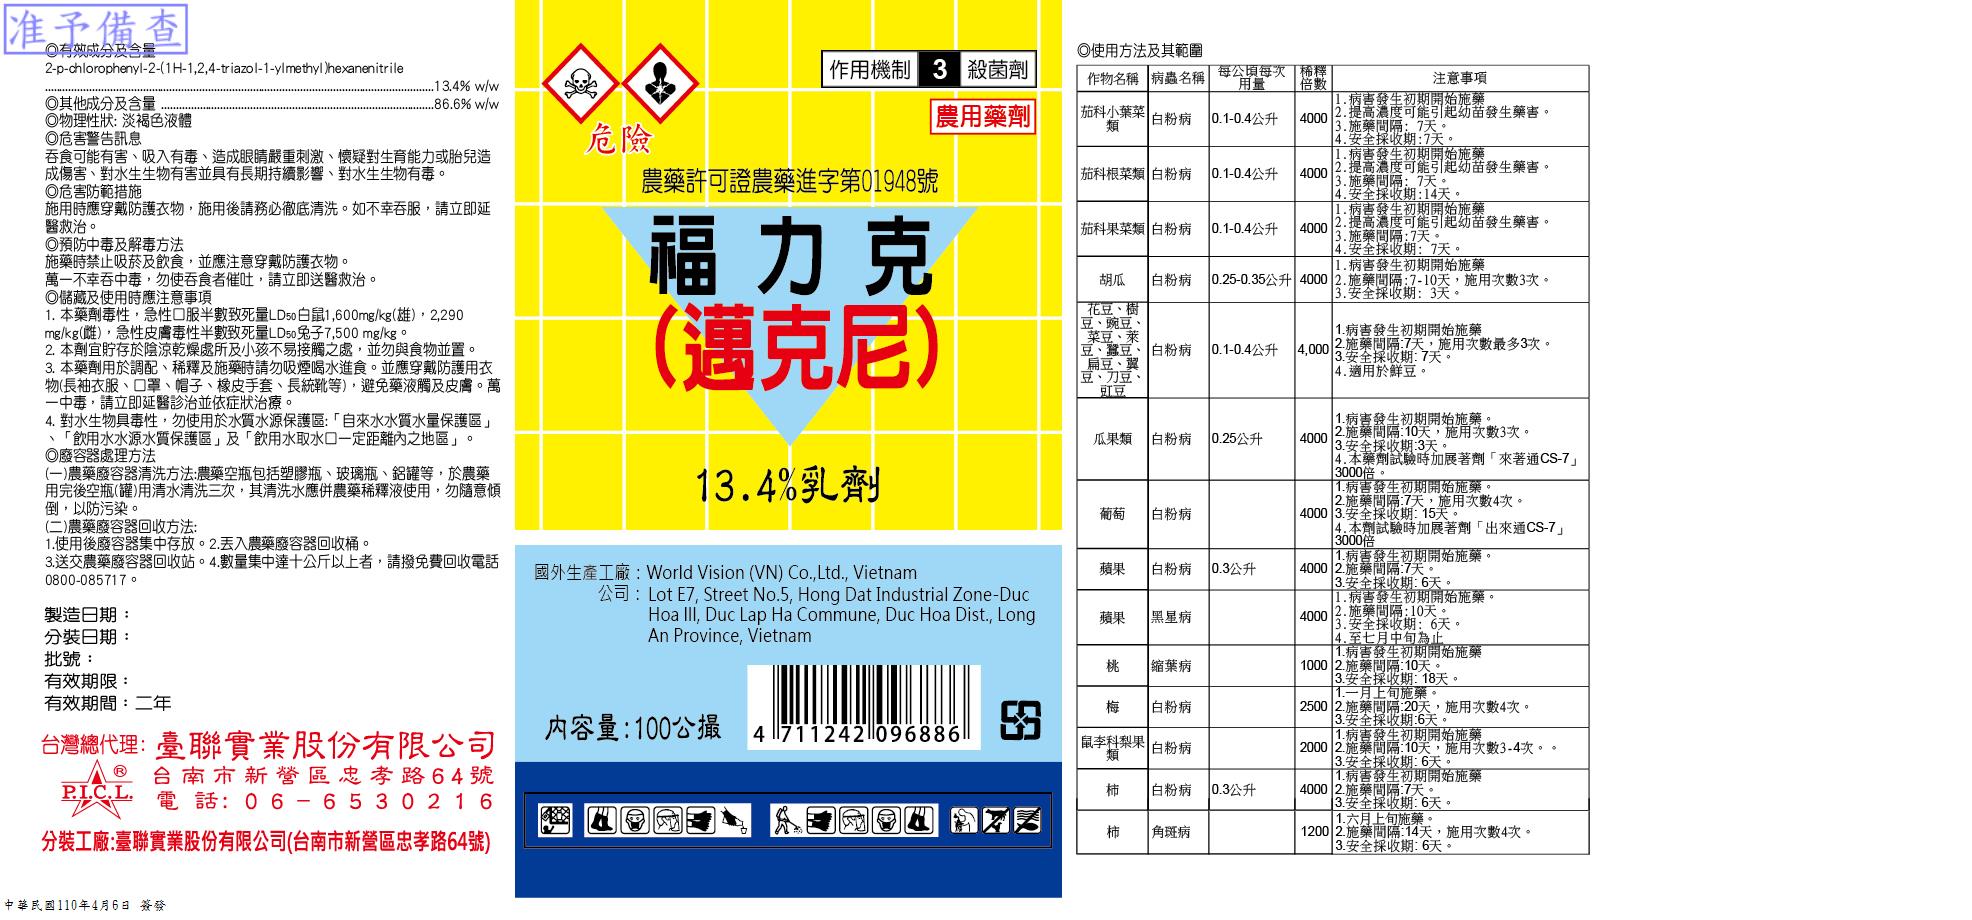 准予備查
◎有效成分及含量
2-p-chlorophenyl-2-(1H-1,2,4-triazol-1-ylmethyl)hexanenitrile
13.4% w/w
◎其他成分及含量 86.6% w/w
◎物理性狀: 淡褐色液體
◎危害警告訊息
吞食可能有害、吸入有毒、造成眼睛嚴重刺激、懷疑對生育能力或胎兒造
成傷害、對水生生物有害並具有長期持續影響、對水生生物有毒。
◎危害防範措施
施用時應穿戴防護衣物，施用後請務必徹底清洗。如不幸吞服，請立即延
醫救治。
◎預防中毒及解毒方法
施藥時禁止吸菸及飲食，並應注意穿戴防護衣物。
萬一不幸吞中毒，勿使吞食者催吐，請立即送醫救治。
◎儲藏及使用時應注意事項
1. 本藥劑毒性，急性口服半數致死量LD50白鼠1,600mg/kg(雄)，2,290
mg/kg(雌)，急性皮膚毒性半數致死量LD50兔子7,500 mg/kg。
2. 本劑宜貯存於陰涼乾燥處所及小孩不易接觸之處，並勿與食物並置。
3. 本藥劑用於調配、稀釋及施藥時請勿吸煙喝水進食。並應穿戴防護用衣
物(長袖衣服、口罩、帽子、橡皮手套、長統靴等)，避免藥液觸及皮膚。萬
一中毒，請立即延醫診治並依症狀治療。
4. 對水生物具毒性，勿使用於水質水源保護區:「自來水水質水量保護區」
、「飲用水水源水質保護區」及「飲用水取水口一定距離內之地區」。
◎廢容器處理方法
(一)農藥廢容器清洗方法:農藥空瓶包括塑膠瓶、玻璃瓶、鋁罐等，於農藥
用完後空瓶(罐)用清水清洗三次，其清洗水應併農藥稀釋液使用，勿隨意傾
倒，以防污染。
(二)農藥廢容器回收方法:
1.使用後廢容器集中存放。2.丟入農藥廢容器回收桶。
3.送交農藥廢容器回收站。4.數量集中達十公斤以上者，請撥免費回收電話
0800-085717。
製造日期：
分裝日期：
批號：
有效期限：
有效期間：二年
台灣總代理: 臺聯實業股份有限公司
台南市新營區忠孝路64號
電話: 06-6530216
® P.I.C.L.
分裝工廠:臺聯實業股份有限公司(台南市新營區忠孝路64號)
中華民國110年4月6日 簽發
危險
作用機制 3 殺菌劑
農用藥劑
農藥許可證農藥進字第01948號
福力克
(邁克尼)
13.4%乳劑
國外生產工廠：World Vision (VN) Co.,Ltd., Vietnam
公司：Lot E7, Street No.5, Hong Dat Industrial Zone-Duc
Hoa III, Duc Lap Ha Commune, Duc Hoa Dist., Long
An Province, Vietnam
內容量:100公撮
4 711242 096886
◎使用方法及其範圍
作物名稱 病蟲名稱 每公頃每次用量 稀釋倍數 注意事項
茄科小葉菜類 白粉病 0.1-0.4公升 4000
1.病害發生初期開始施藥
2.提高濃度可能引起幼苗發生藥害。
3.施藥間隔: 7天。
4.安全採收期:7天。
茄科根菜類 白粉病 0.1-0.4公升 4000
1.病害發生初期開始施藥
2.提高濃度可能引起幼苗發生藥害。
3.施藥間隔: 7天。
4.安全採收期:14天。
茄科果菜類 白粉病 0.1-0.4公升 4000
1.病害發生初期開始施藥
2.提高濃度可能引起幼苗發生藥害。
3.施藥間隔:7天。
4.安全採收期: 7天。
胡瓜 白粉病 0.25-0.35公升 4000
1.病害發生初期開始施藥
2.施藥間隔:7-10天，施用次數3次。
3.安全採收期: 3天。
花豆、樹
豆、豌豆、
菜豆、萊
豆、蠶豆、
扁豆、翼
豆、刀豆、
豇豆
白粉病 0.1-0.4公升 4,000
1.病害發生初期開始施藥
2.施藥間隔:7天，施用次數最多3次。
3.安全採收期: 7天。
4.適用於鮮豆。
瓜果類 白粉病 0.25公升 4000
1.病害發生初期開始施藥。
2.施藥間隔:10天，施用次數3次。
3.安全採收期:3天。
4.本藥劑試驗時加展著劑「來著通CS-7」
3000倍。
葡萄 白粉病 4000
1.病害發生初期開始施藥。
2.施藥間隔:7天，施用次數4次。
3.安全採收期: 15天。
4.本劑試驗時加展著劑「出來通CS-7」
3000倍
蘋果 白粉病 0.3公升 4000
1.病害發生初期開始施藥。
2.施藥間隔:7天。
3.安全採收期: 6天。
蘋果 黑星病 4000
1.病害發生初期開始施藥。
2.施藥間隔:10天。
3.安全採收期: 6天。
4.至七月中旬為止
桃 縮葉病 1000
1.病害發生初期開始施藥
2.施藥間隔:10天。
3.安全採收期: 18天。
梅 白粉病 2500
1.一月上旬施藥。
2.施藥間隔:20天，施用次數4次。
3.安全採收期:6天。
鼠李科梨果類 白粉病 2000
1.病害發生初期開始施藥
2.施藥間隔:10天，施用次數3-4次。。
3.安全採收期: 6天。
柿 白粉病 0.3公升 4000
1.病害發生初期開始施藥
2.施藥間隔:7天。
3.安全採收期: 6天。
柿 角斑病 1200
1.六月上旬施藥。
2.施藥間隔:14天，施用次數4次。
3.安全採收期: 6天。